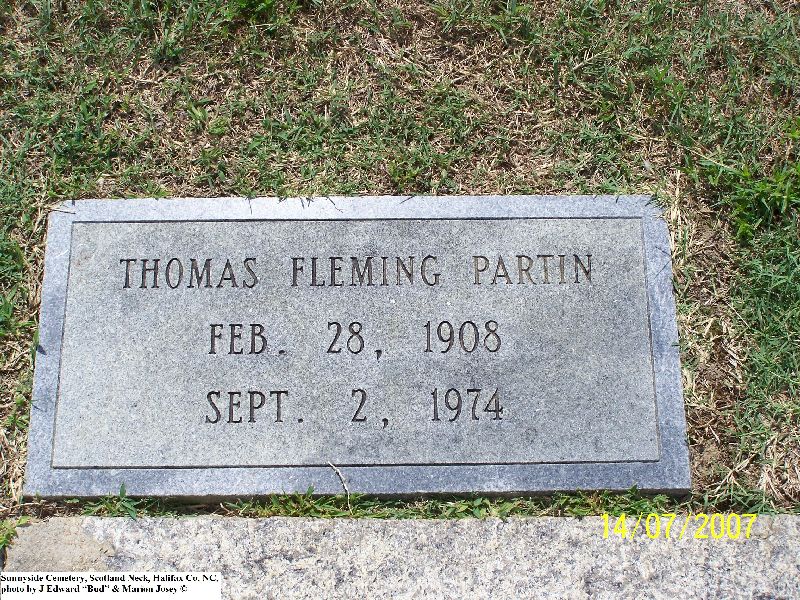 THOMAS FLEMING PARTIN
FEB. 28, 1908
SEPT. 2, 1974
14/07/2007
Sunnyside Cemetery, Scotland Neck, Halifax Co. NC.
photo by J Edward "Bud" & Marion Josey ©